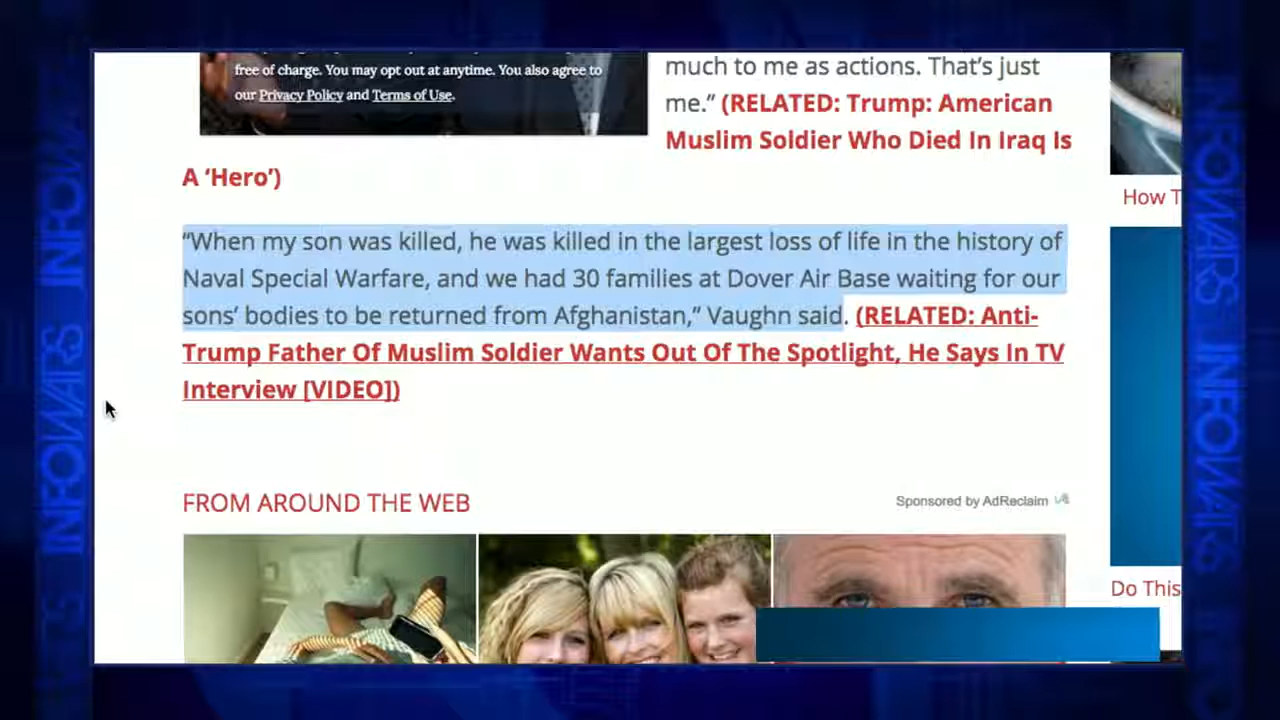 free of charge. You may opt out at anytime. You also agree to
our Privacy Policy and Terms of Use.
much to me as actions. That’s just
me.” (RELATED: Trump: American
Muslim Soldier Who Died In Iraq Is
A ‘Hero’)
“When my son was killed, he was killed in the largest loss of life in the history of
Naval Special Warfare, and we had 30 families at Dover Air Base waiting for our
sons’ bodies to be returned from Afghanistan,” Vaughn said. (RELATED: Anti-
Trump Father Of Muslim Soldier Wants Out Of The Spotlight, He Says In TV
Interview [VIDEO])
FROM AROUND THE WEB
Sponsored by AdReclaim
How T
Do This
INFOWARS
INFOWARS
INFOWARS
INFOWARS